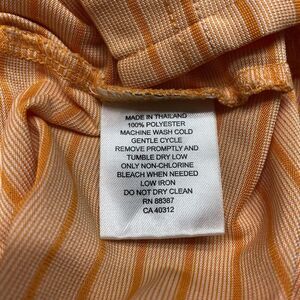 MADE IN THAILAND
100% POLYESTER
MACHINE WASH COLD
GENTLE CYCLE
REMOVE PROMPTLY AND
TUMBLE DRY LOW
ONLY NON-CHLORINE
BLEACH WHEN NEEDED
LOW IRON
DO NOT DRY CLEAN
RN 88387
CA 40312